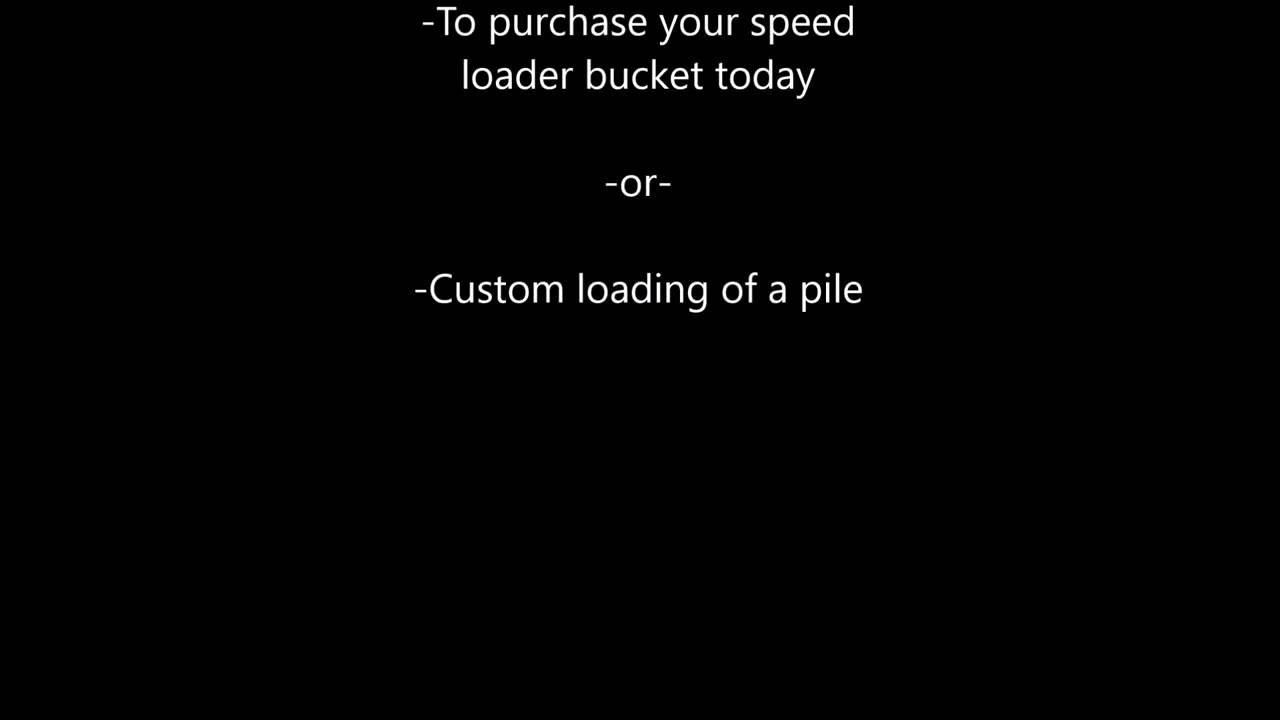 -To purchase your speed
loader bucket today
-or-
-Custom loading of a pile